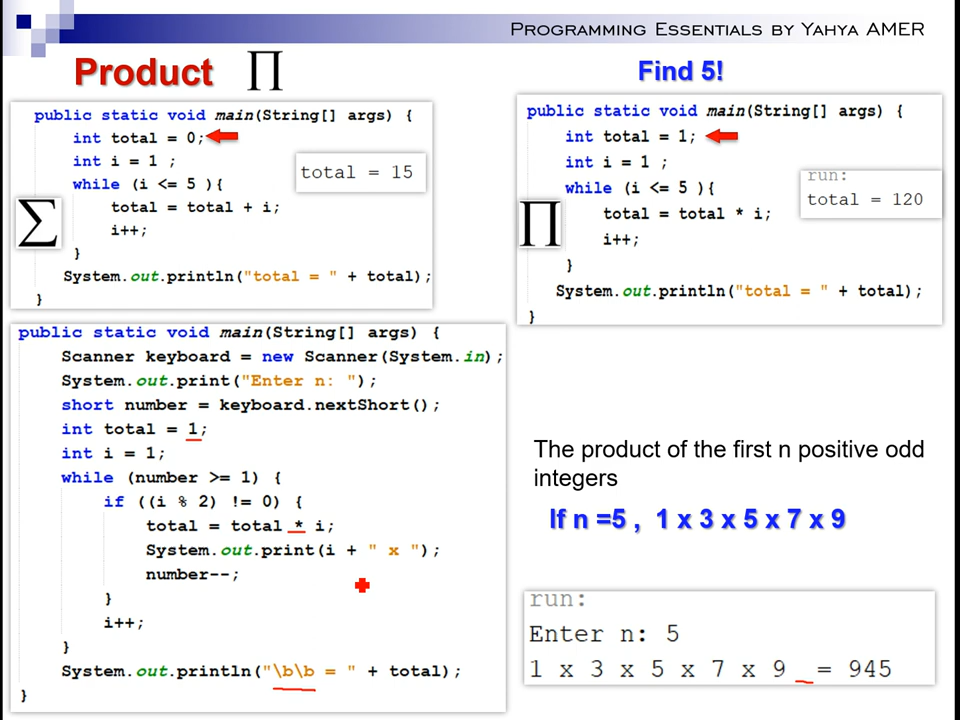 PROGRAMMING ESSENTIALS BY YAHYA AMER
Product ∏
public static void main(String[] args) {
int total = 0;
int i = 1 ;
while (i <= 5 ){
total = total + i;
i++;
}
System.out.println("total = " + total);
}
total = 15
∑
Find 5!
public static void main(String[] args) {
int total = 1;
int i = 1 ;
while (i <= 5 ){
total = total * i;
i++;
}
System.out.println("total = " + total);
}
run:
total = 120
∏
public static void main(String[] args) {
Scanner keyboard = new Scanner(System.in);
System.out.print("Enter n: ");
short number = keyboard.nextShort();
int total = 1;
int i = 1;
while (number >= 1) {
if ((i % 2) != 0) {
total = total * i;
System.out.print(i + " x ");
number--;
}
i++;
}
System.out.println("\b\b = " + total);
}
The product of the first n positive odd
integers
If n =5 , 1 x 3 x 5 x 7 x 9
run:
Enter n: 5
1 x 3 x 5 x 7 x 9 = 945